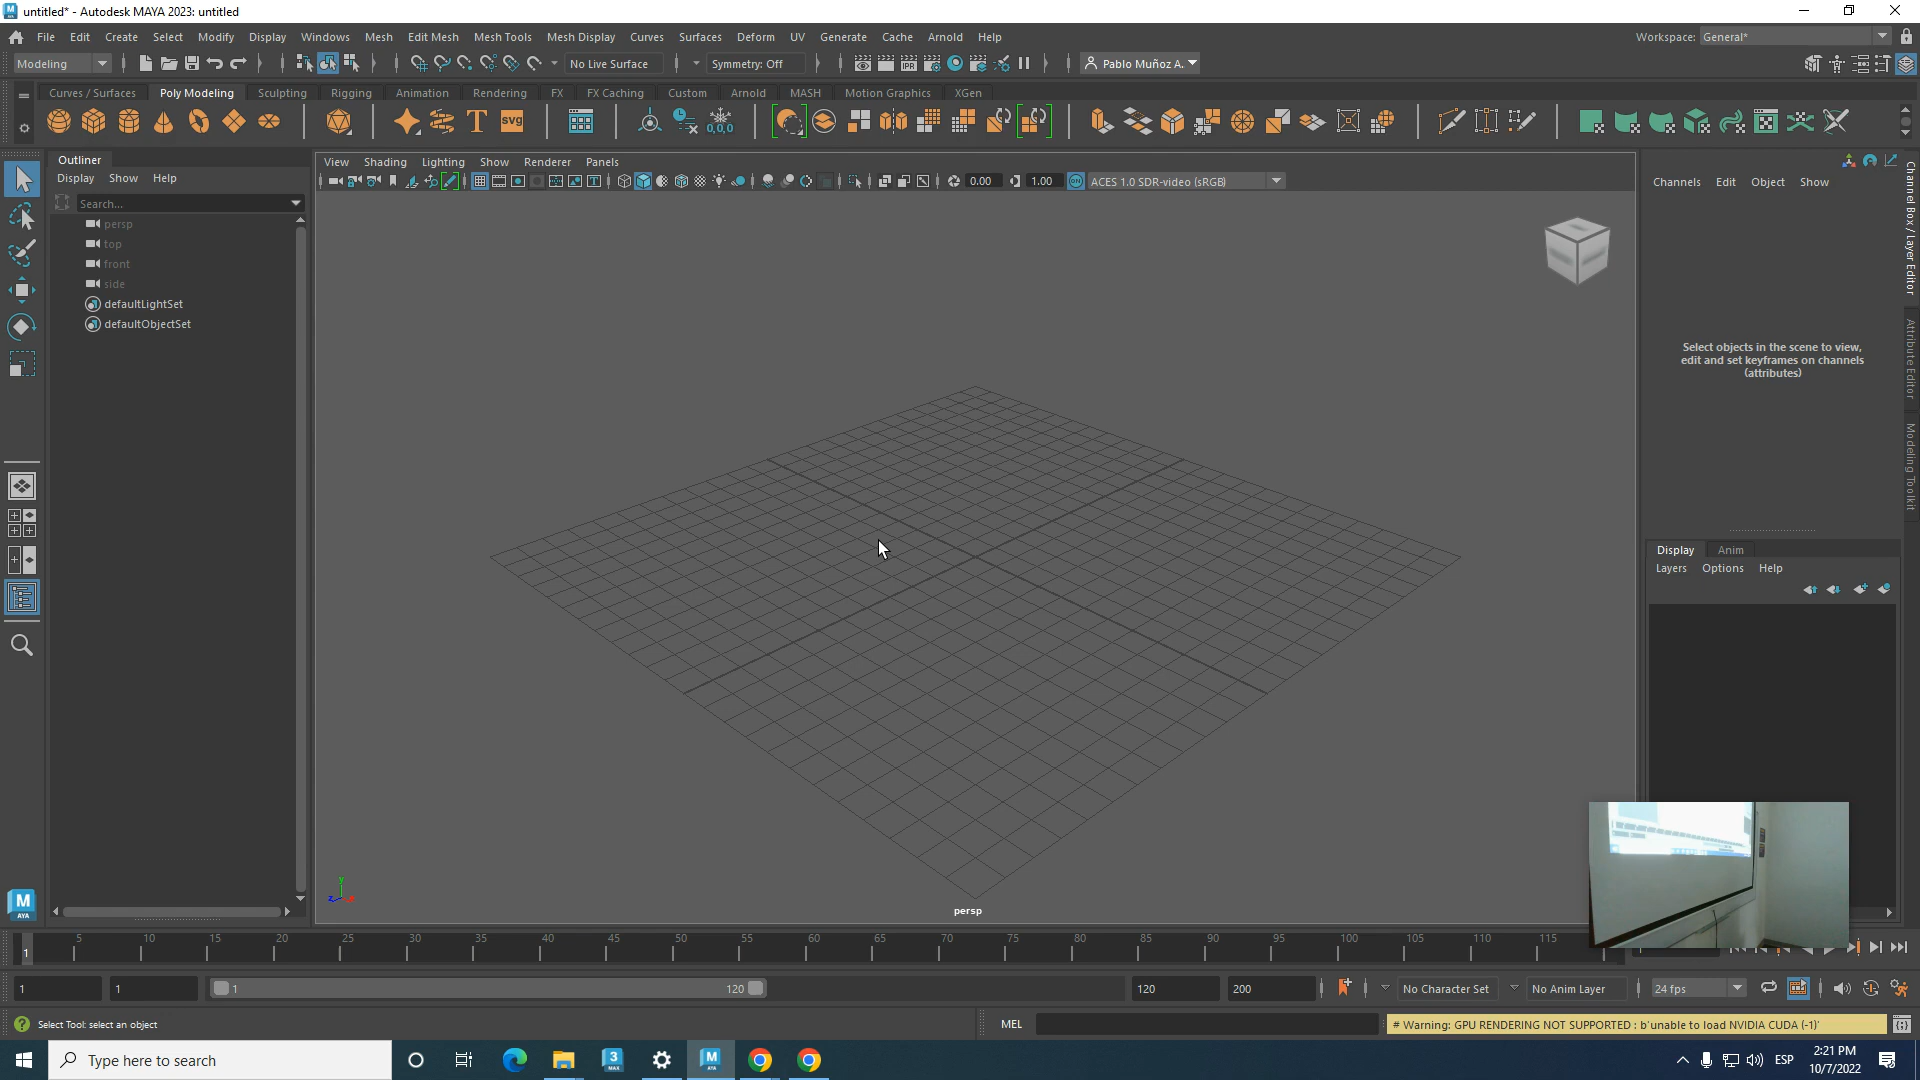 untitled* - Autodesk MAYA 2023: untitled
File Edit Create Select Modify Display Windows Mesh Edit Mesh Mesh Tools Mesh Display Curves Surfaces Deform UV Generate Cache Arnold Help
Workspace: General*
Modeling
No Live Surface
Symmetry: Off
Pablo Muñoz A.
Curves / Surfaces Poly Modeling Sculpting Rigging Animation Rendering FX FX Caching Custom Arnold MASH Motion Graphics XGen
Outliner
Display Show Help
Search...
persp
top
front
side
defaultLightSet
defaultObjectSet
View Shading Lighting Show Renderer Panels
0.00 1.00 ACES 1.0 SDR-video (sRGB)
persp
Channels Edit Object Show
Select objects in the scene to view,
edit and set keyframes on channels
(attributes)
Channel Box / Layer Editor
Attribute Editor
Modeling Toolkit
Display Anim
Layers Options Help
1 5 10 15 20 25 30 35 40 45 50 55 60 65 70 75 80 85 90 95 100 105 110 115
1 1 1 120 120 200 No Character Set No Anim Layer 24 fps
Select Tool: select an object
MEL
# Warning: GPU RENDERING NOT SUPPORTED : b'unable to load NVIDIA CUDA (-1)'
Type here to search
ESP
2:21 PM
10/7/2022